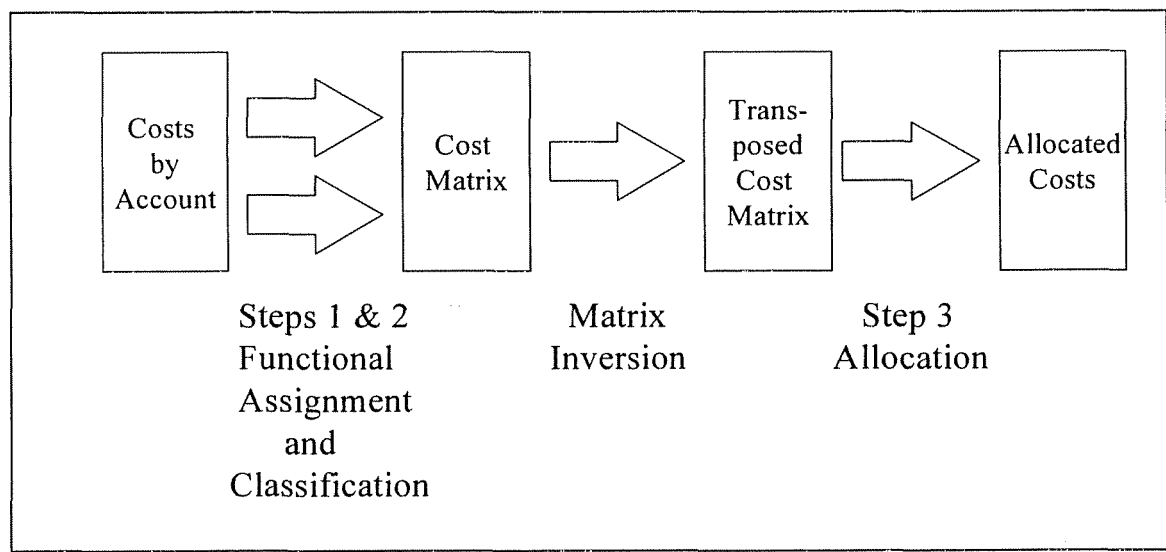 Costs
by
Account
Cost
Matrix
Trans-
posed
Cost
Matrix
Allocated
Costs
Steps 1 & 2
Functional
Assignment
and
Classification
Matrix
Inversion
Step 3
Allocation